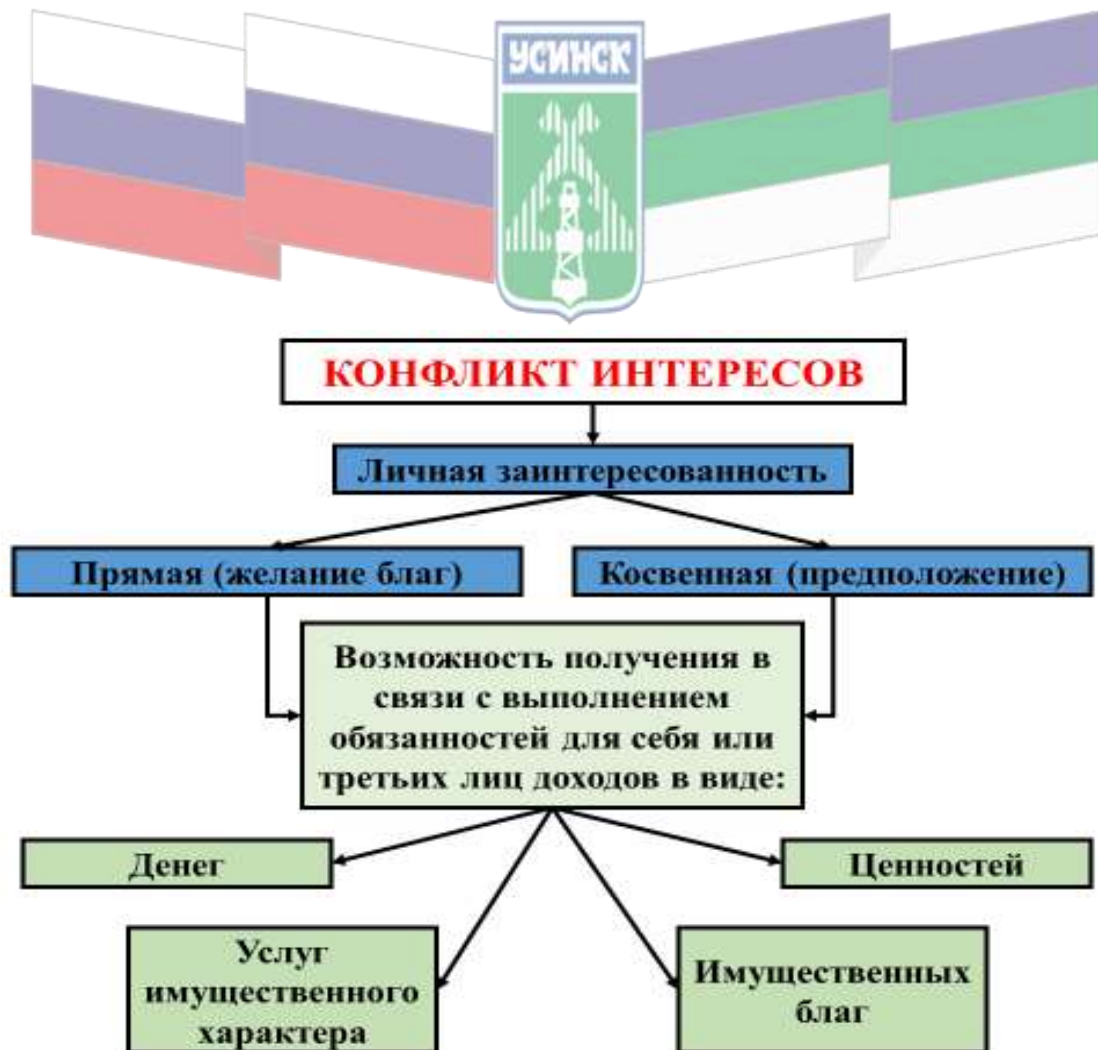 УСИНСК
КОНФЛИКТ ИНТЕРЕСОВ
Личная заинтересованность
Прямая (желание благ)
Косвенная (предположение)
Возможность получения в
связи с выполнением
обязанностей для себя или
третьих лиц доходов в виде:
Денег
Ценностей
Услуг
имущественного
характера
Имущественных
благ